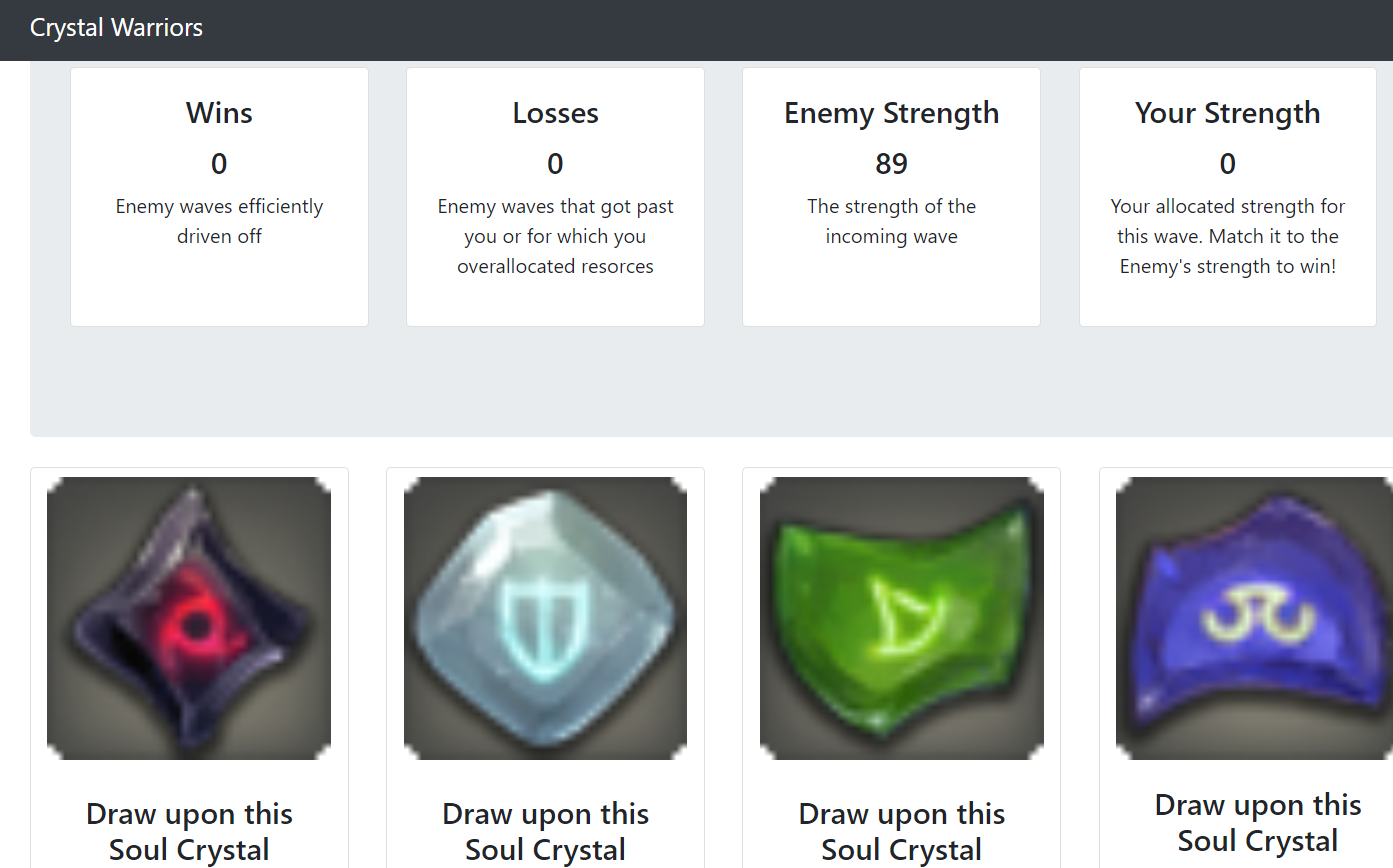 Crystal Warriors
Wins
0
Enemy waves efficiently
driven off
Losses
0
Enemy waves that got past
you or for which you
overallocated resorces
Enemy Strength
89
The strength of the
incoming wave
Your Strength
0
Your allocated strength for
this wave. Match it to the
Enemy's strength to win!
Draw upon this
Soul Crystal
Draw upon this
Soul Crystal
Draw upon this
Soul Crystal
Draw upon this
Soul Crystal